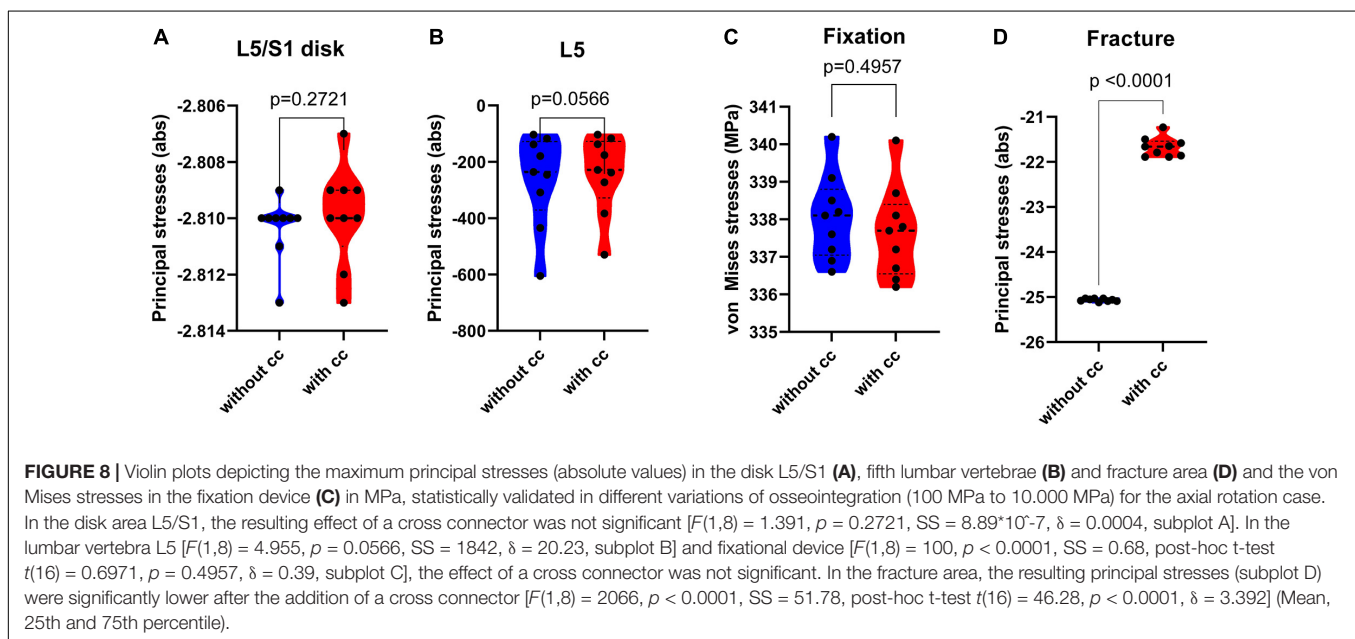 A
L5/S1 disk
p=0.2721
Principal stresses (abs)
-2.806
-2.808
-2.810
-2.812
-2.814
without cc
with cc
B
L5
p=0.0566
Principal stresses (abs)
0
-200
-400
-600
-800
without cc
with cc
C
Fixation
p=0.4957
von Mises stresses (MPa)
341
340
339
338
337
336
335
without cc
with cc
D
Fracture
p <0.0001
Principal stresses (abs)
-21
-22
-23
-24
-25
-26
without cc
with cc
FIGURE 8 | Violin plots depicting the maximum principal stresses (absolute values) in the disk L5/S1 (A), fifth lumbar vertebrae (B) and fracture area (D) and the von
Mises stresses in the fixation device (C) in MPa, statistically validated in different variations of osseointegration (100 MPa to 10.000 MPa) for the axial rotation case.
In the disk area L5/S1, the resulting effect of a cross connector was not significant [F(1,8) = 1.391, p = 0.2721, SS = 8.89*10^-7, δ = 0.0004, subplot A]. In the
lumbar vertebra L5 [F(1,8) = 4.955, p = 0.0566, SS = 1842, δ = 20.23, subplot B] and fixational device [F(1,8) = 100, p < 0.0001, SS = 0.68, post-hoc t-test
t(16) = 0.6971, p = 0.4957, δ = 0.39, subplot C], the effect of a cross connector was not significant. In the fracture area, the resulting principal stresses (subplot D)
were significantly lower after the addition of a cross connector [F(1,8) = 2066, p < 0.0001, SS = 51.78, post-hoc t-test t(16) = 46.28, p < 0.0001, δ = 3.392] (Mean,
25th and 75th percentile).